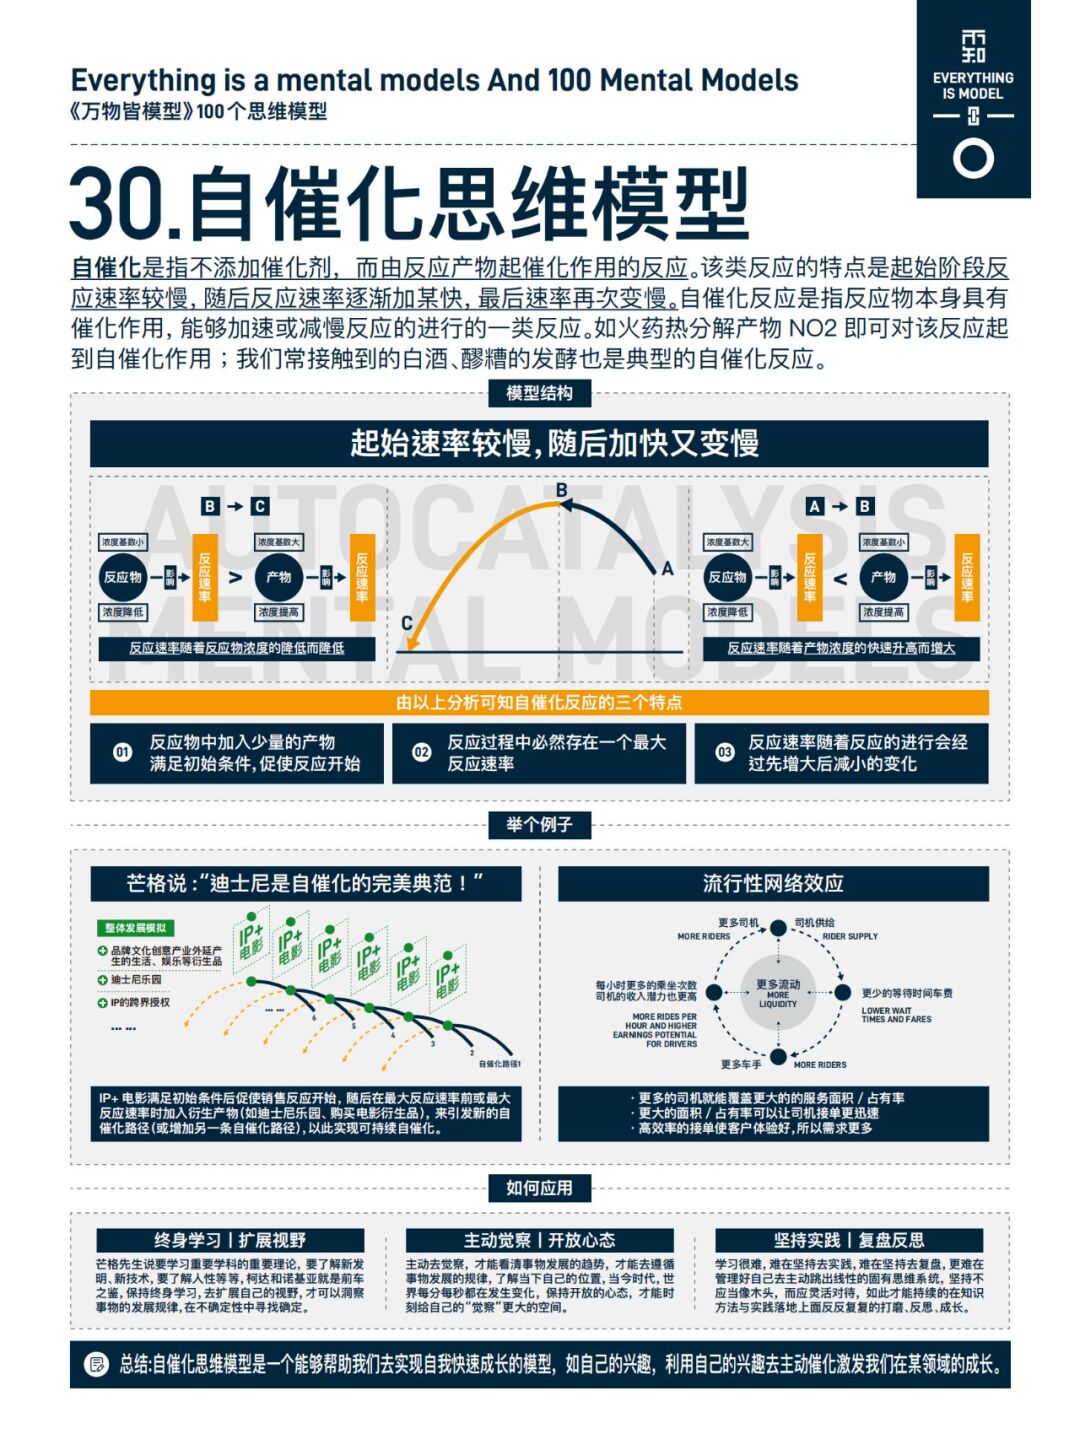 Everything is a mental models And 100 Mental Models
《万物皆模型》100个思维模型
EVERYTHING
IS MODEL
30.自催化思维模型
自催化是指不添加催化剂，而由反应产物起催化作用的反应。该类反应的特点是起始阶段反
应速率较慢，随后反应速率逐渐加某快，最后速率再次变慢。自催化反应是指反应物本身具有
催化作用，能够加速或减慢反应的进行的一类反应。如火药热分解产物 NO2 即可对该反应起
到自催化作用；我们常接触到的白酒、醪糟的发酵也是典型的自催化反应。
模型结构
起始速率较慢，随后加快又变慢
AUTOCATALYSIS
MENTAL MODELS
B → C
浓度基数小
反应物
浓度降低
影响
反应速率
>
浓度基数大
产物
浓度提高
影响
反应速率
反应速率随着反应物浓度的降低而降低
B
A
C
A → B
浓度基数大
反应物
浓度降低
影响
反应速率
<
浓度基数小
产物
浓度提高
影响
反应速率
反应速率随着产物浓度的快速升高而增大
由以上分析可知自催化反应的三个特点
01
反应物中加入少量的产物
满足初始条件，促使反应开始
02
反应过程中必然存在一个最大
反应速率
03
反应速率随着反应的进行会经
过先增大后减小的变化
举个例子
芒格说：“迪士尼是自催化的完美典范！”
整体发展模拟
品牌文化创意产业外延产
生的生活、娱乐等衍生品
迪士尼乐园
IP的跨界授权
... ...
IP+
电影
IP+
电影
IP+
电影
IP+
电影
IP+
电影
IP+
电影
... ...
6
5
4
3
2
自催化路径1
IP+ 电影满足初始条件后促使销售反应开始，随后在最大反应速率前或最大
反应速率时加入衍生产物（如迪士尼乐园、购买电影衍生品），来引发新的自
催化路径（或增加另一条自催化路径），以此实现可持续自催化。
流行性网络效应
更多司机
MORE RIDERS
司机供给
RIDER SUPPLY
每小时更多的乘坐次数
司机的收入潜力也更高
MORE RIDES PER
HOUR AND HIGHER
EARNINGS POTENTIAL
FOR DRIVERS
更多流动
MORE
LIQUIDITY
更少的等待时间车费
LOWER WAIT
TIMES AND FARES
更多车手
MORE RIDERS
· 更多的司机就能覆盖更大的的服务面积 / 占有率
· 更大的面积 / 占有率可以让司机接单更迅速
· 高效率的接单使客户体验好，所以需求更多
如何应用
终身学习丨扩展视野
芒格先生说要学习重要学科的重要理论，要了解新发
明、新技术，要了解人性等等，柯达和诺基亚就是前车
之鉴，保持终身学习，去扩展自己的视野，才可以洞察
事物的发展规律，在不确定性中寻找确定。
主动觉察丨开放心态
主动去觉察，才能看清事物发展的趋势，才能去遵循
事物发展的规律，了解当下自己的位置，当今时代，世
界每分每秒都在发生变化，保持开放的心态，才能时
刻给自己的“觉察”更大的空间。
坚持实践丨复盘反思
学习很难，难在坚持去实践，难在坚持去复盘，更难在
管理好自己去主动跳出线性的固有思维系统，坚持不
应当像木头，而应灵活对待，如此才能持续的在知识
方法与实践落地上面反反复复的打磨、反思、成长。
总结：自催化思维模型是一个能够帮助我们去实现自我快速成长的模型，如自己的兴趣，利用自己的兴趣去主动催化激发我们在某领域的成长。